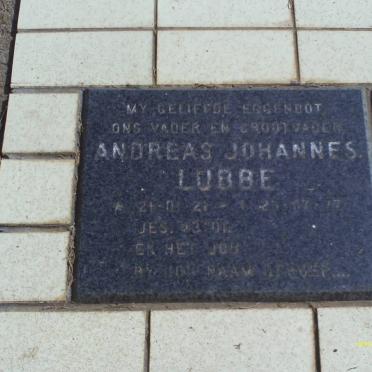 MY GELIEFDE EGGENOOT
ONS VADER EN GROOTVADER
ANDREAS JOHANNES
LUBBE
JES. 43
EK HET JOU
BY JOU NAAM GEROEP....